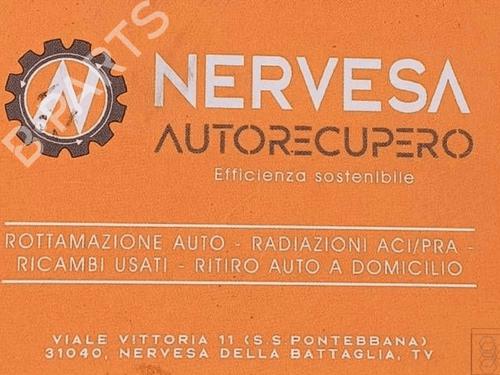 B-PARTS
NERVESA
AUTORECUPERO
Efficienza sostenibile
ROTTAMAZIONE AUTO - RADIAZIONI ACI/PRA -
RICAMBI USATI - RITIRO AUTO A DOMICILIO
VIALE VITTORIA 11 (S.S.PONTEBBANA)
31040, NERVESA DELLA BATTAGLIA, TV